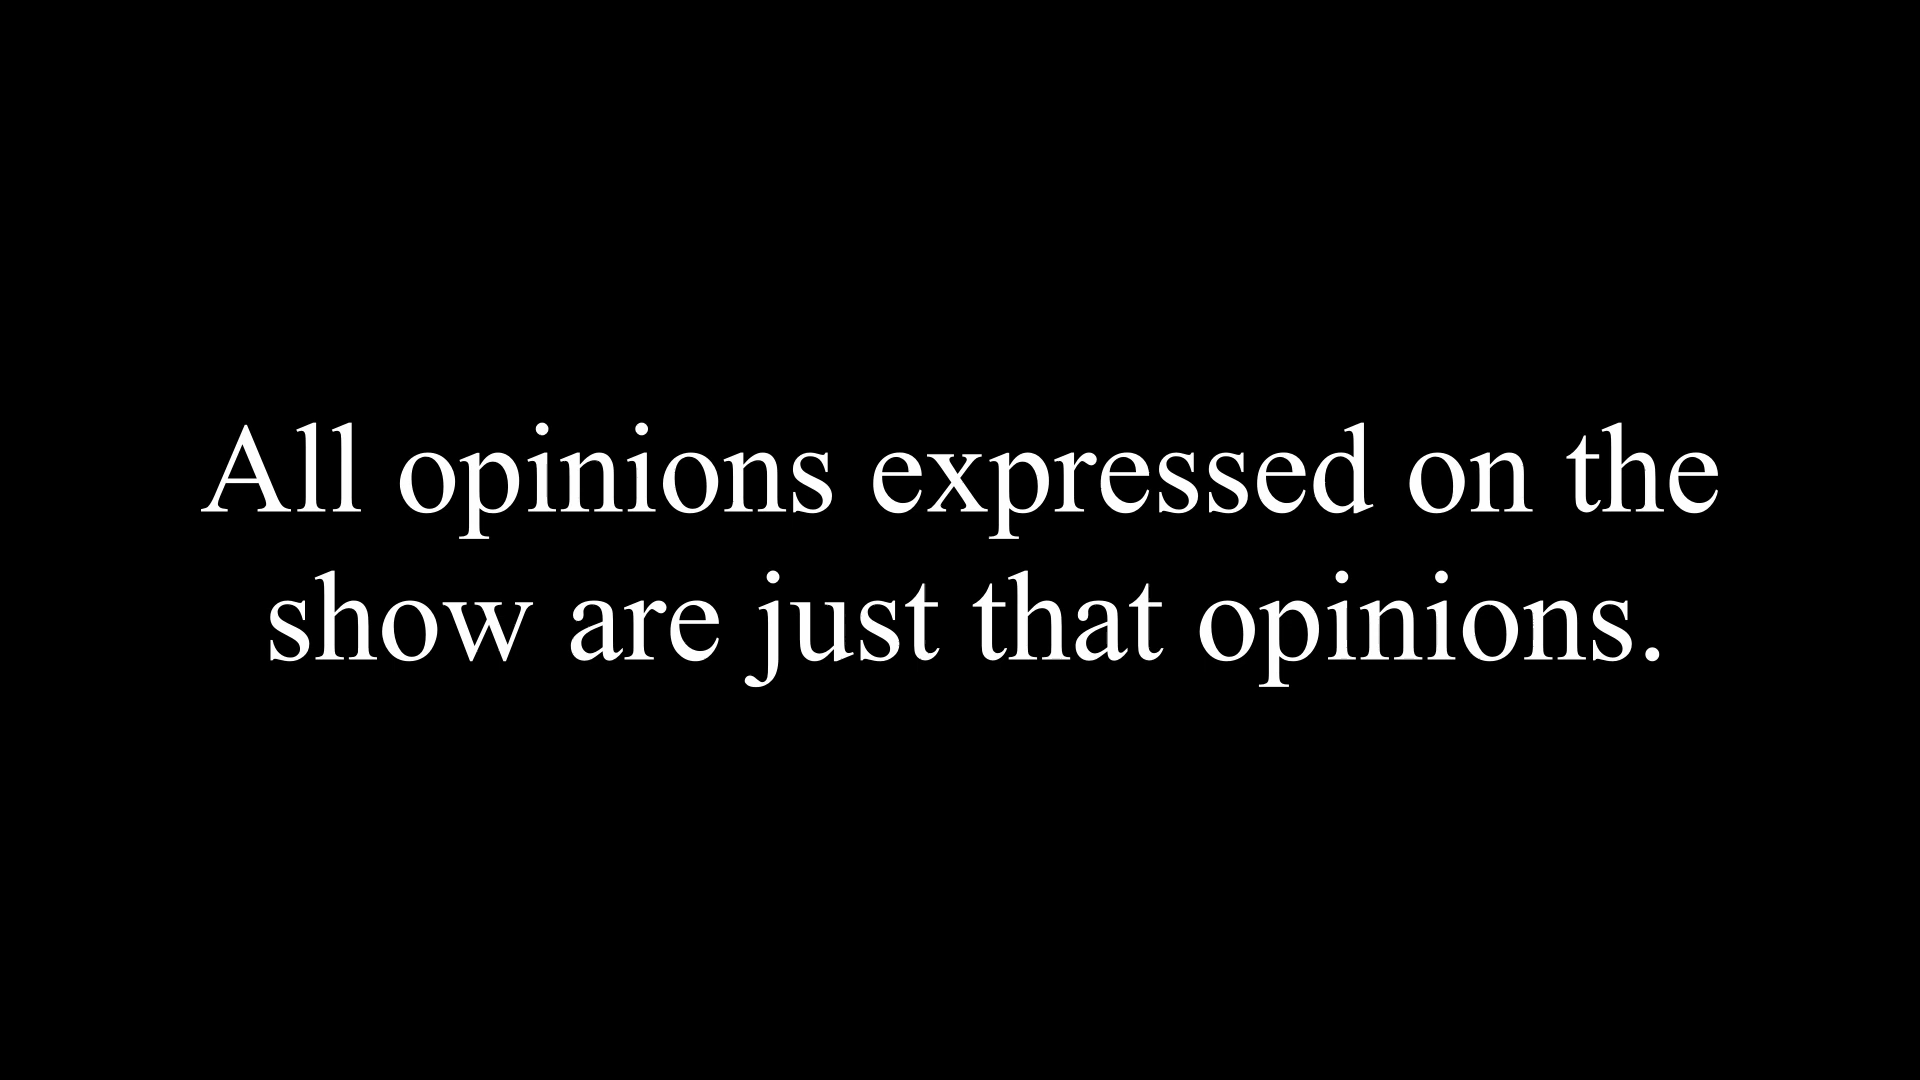 All opinions expressed on the
show are just that opinions.